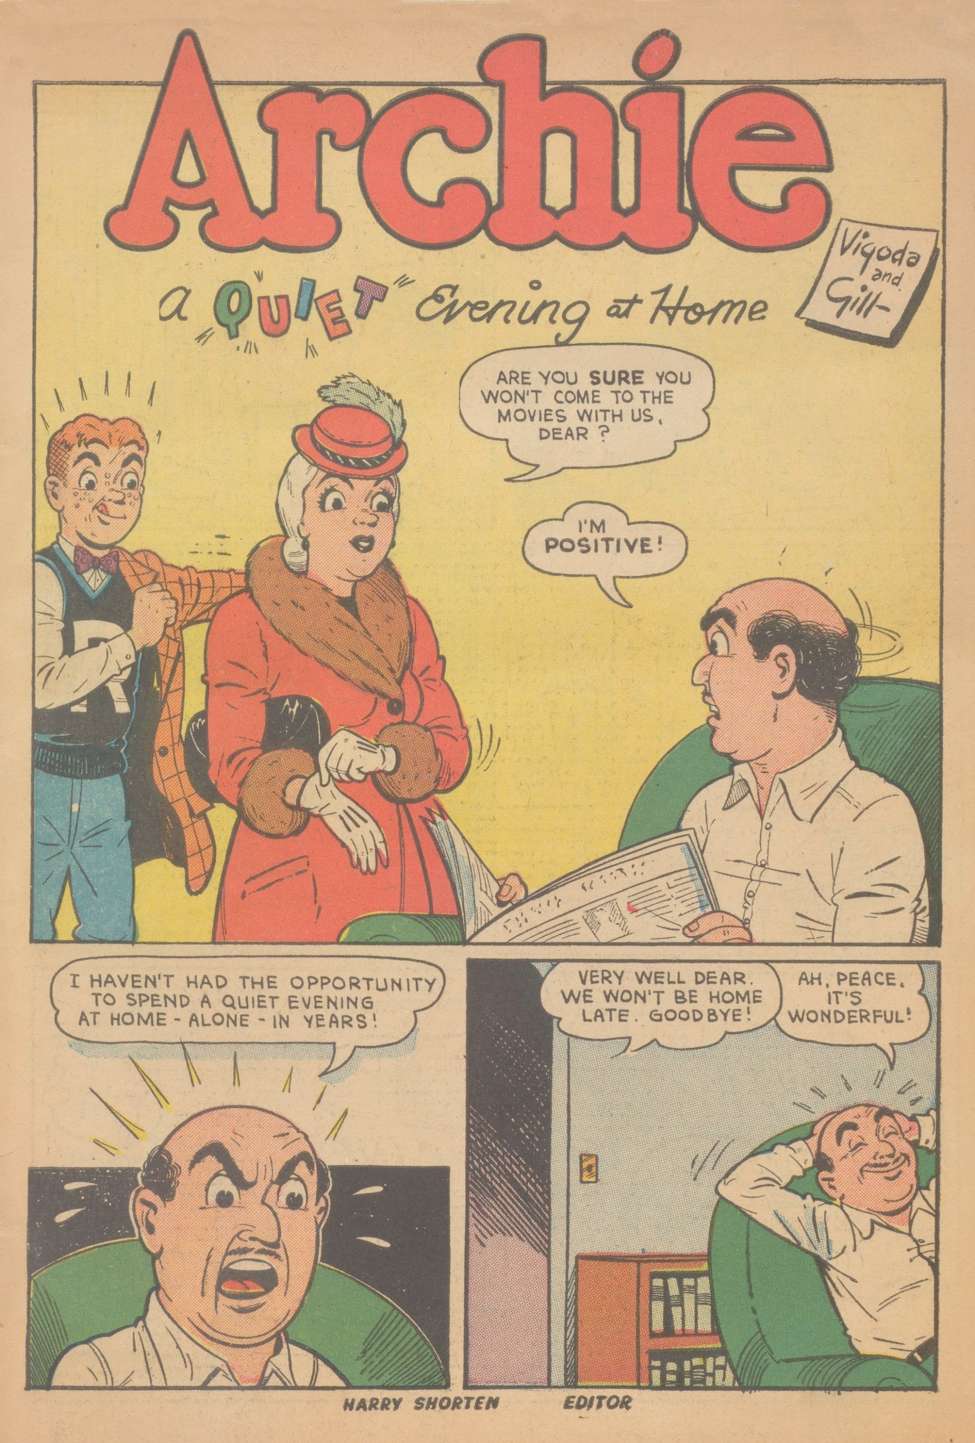 Archie
a QUIET Evening at Home
Vigoda
and
Gill
ARE YOU SURE YOU
WON'T COME TO THE
MOVIES WITH US,
DEAR?
I'M
POSITIVE!
R
I HAVEN'T HAD THE OPPORTUNITY
TO SPEND A QUIET EVENING
AT HOME - ALONE - IN YEARS!
VERY WELL DEAR.
WE WON'T BE HOME
LATE. GOODBYE!
AH, PEACE.
IT'S
WONDERFUL!
HARRY SHORTEN EDITOR